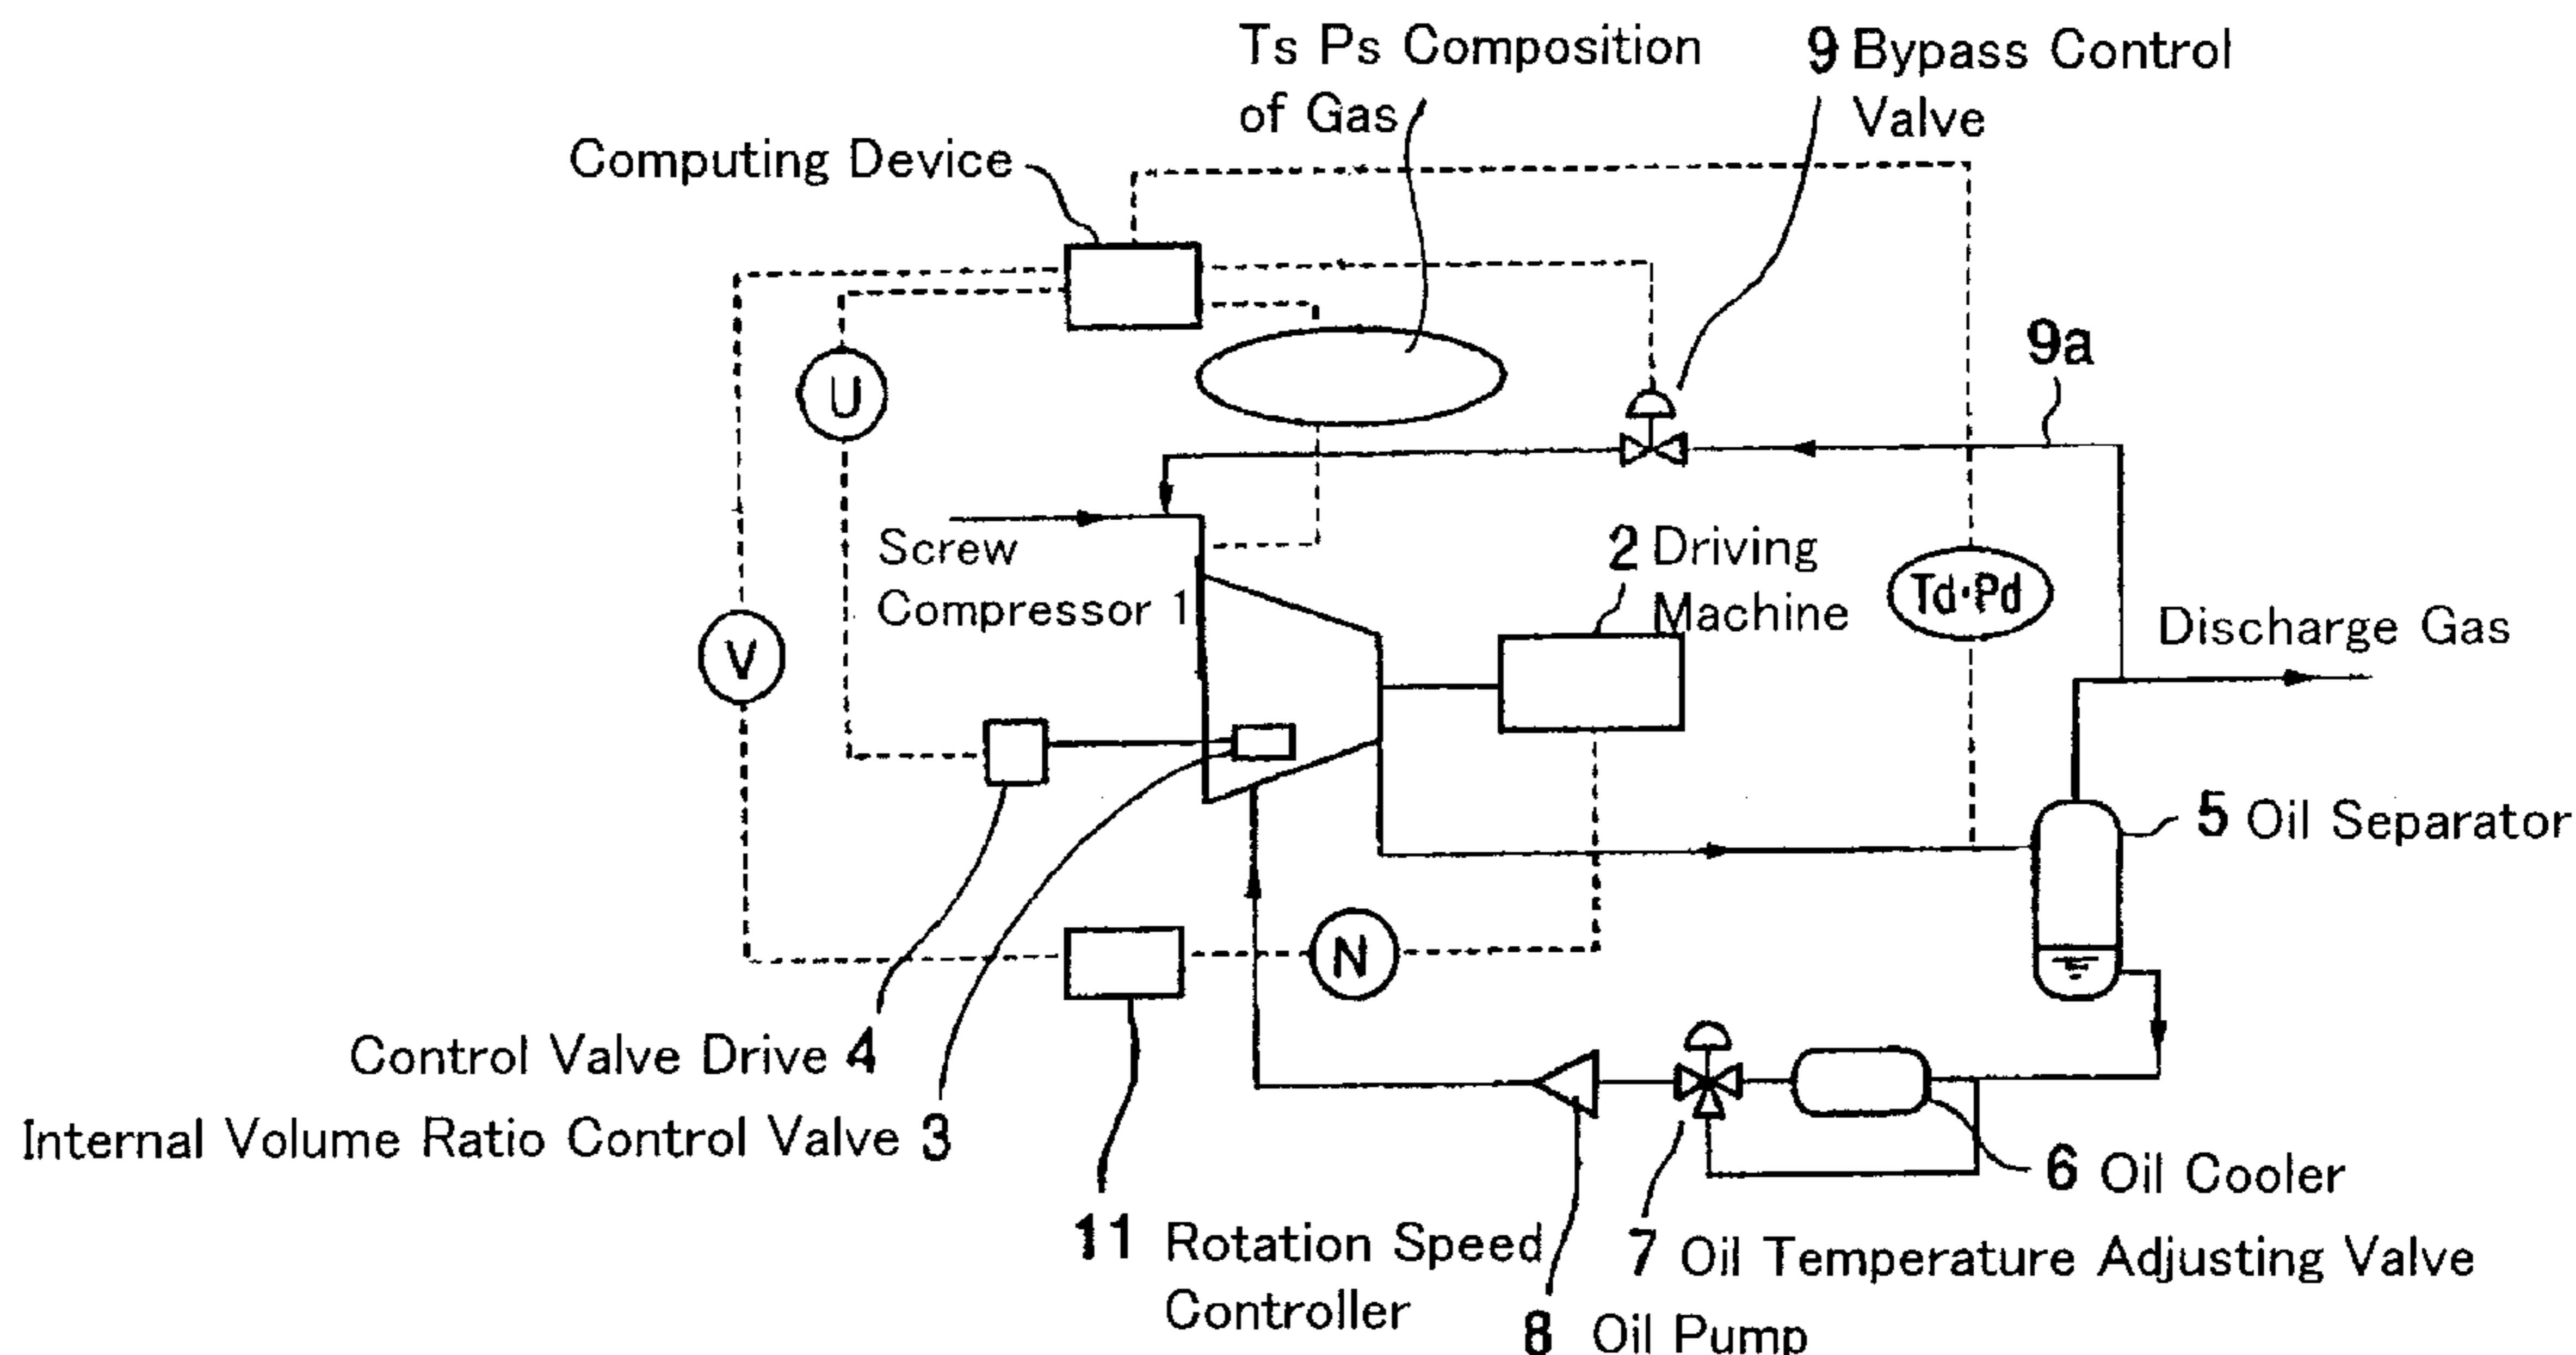 Ts Ps Composition
of Gas
9 Bypass Control
Valve
Computing Device
9a
U
Screw
Compressor 1
2 Driving
Machine
Td·Pd
Discharge Gas
V
5 Oil Separator
N
Control Valve Drive 4
Internal Volume Ratio Control Valve 3
6 Oil Cooler
11 Rotation Speed
Controller
7 Oil Temperature Adjusting Valve
8 Oil Pump